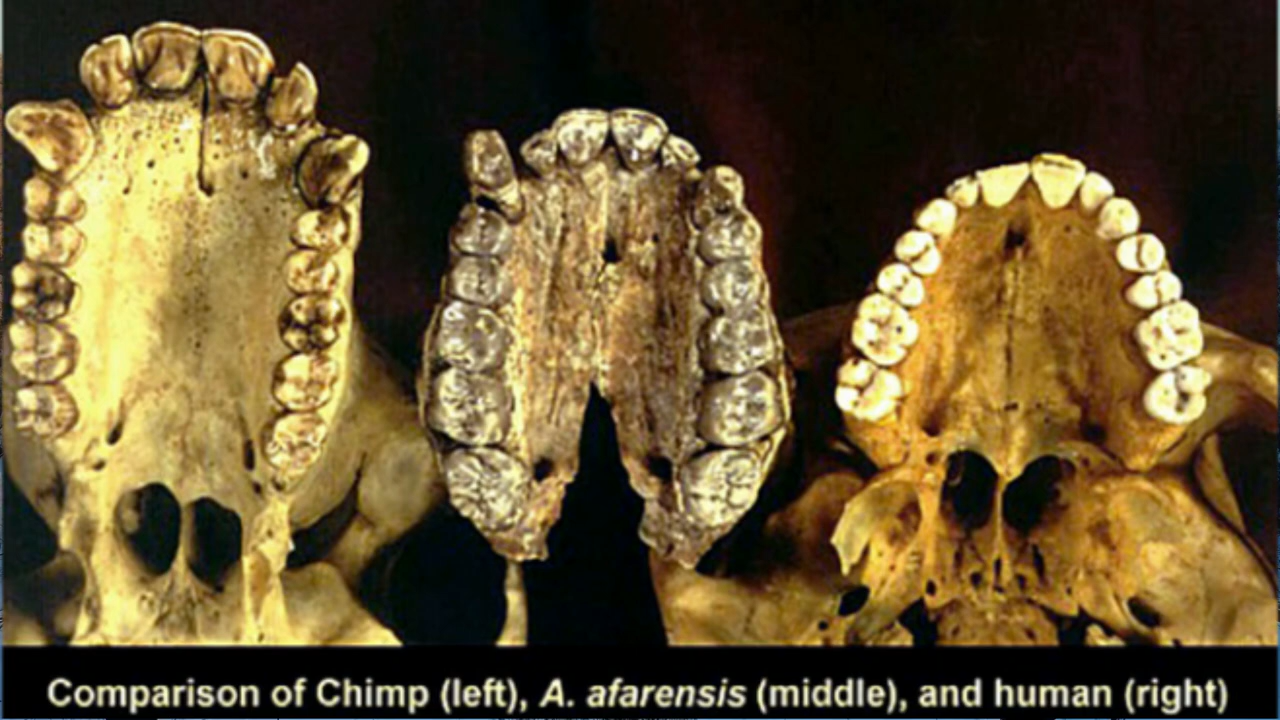 Comparison of Chimp (left), A. afarensis (middle), and human (right)